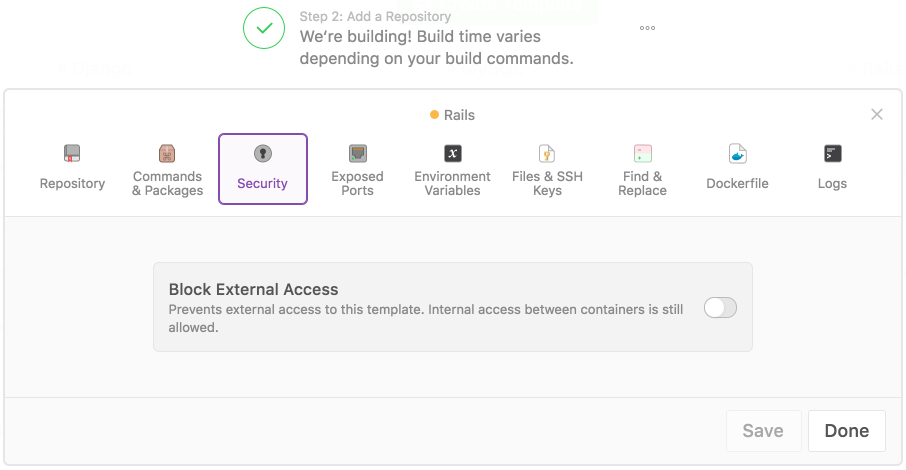 Step 2: Add a Repository
We're building! Build time varies
depending on your build commands.
Rails
Repository
Commands
& Packages
Security
Exposed
Ports
Environment
Variables
Files & SSH
Keys
Find &
Replace
Dockerfile
Logs
Block External Access
Prevents external access to this template. Internal access between containers is still
allowed.
Save
Done